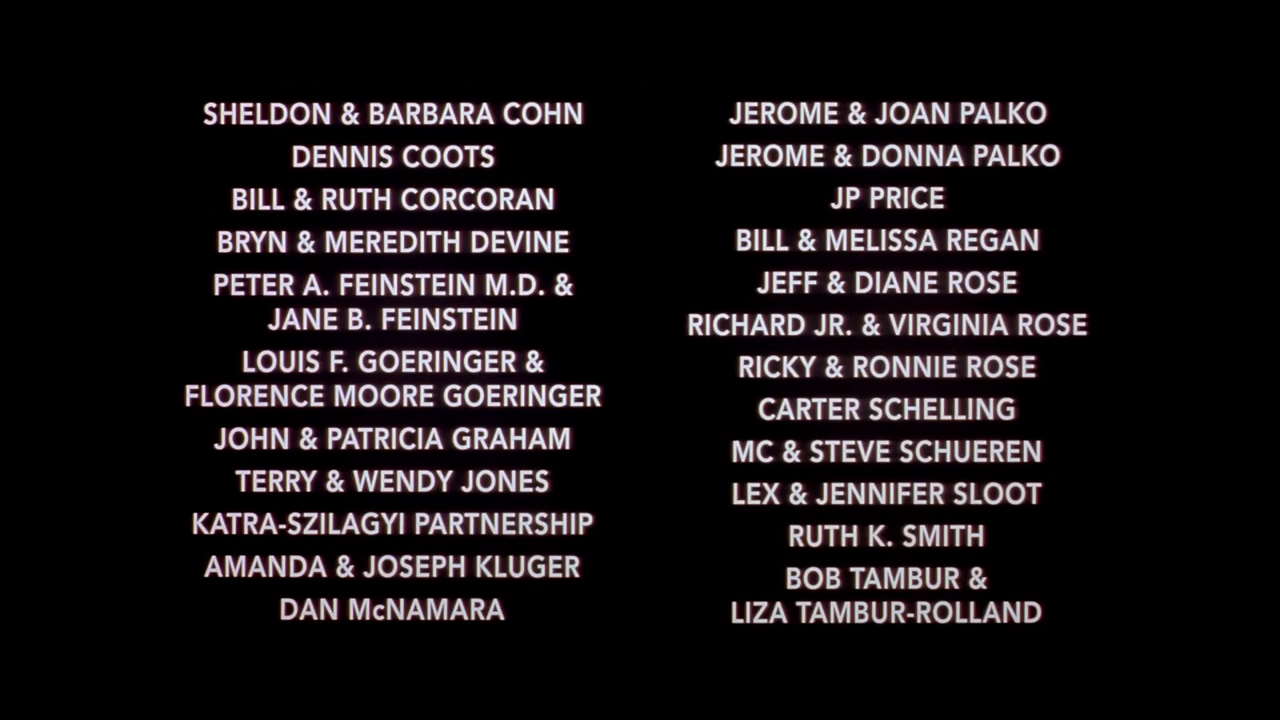 SHELDON & BARBARA COHN
DENNIS COOTS
BILL & RUTH CORCORAN
BRYN & MEREDITH DEVINE
PETER A. FEINSTEIN M.D. &
JANE B. FEINSTEIN
LOUIS F. GOERINGER &
FLORENCE MOORE GOERINGER
JOHN & PATRICIA GRAHAM
TERRY & WENDY JONES
KATRA-SZILAGYI PARTNERSHIP
AMANDA & JOSEPH KLUGER
DAN McNAMARA
JEROME & JOAN PALKO
JEROME & DONNA PALKO
JP PRICE
BILL & MELISSA REGAN
JEFF & DIANE ROSE
RICHARD JR. & VIRGINIA ROSE
RICKY & RONNIE ROSE
CARTER SCHELLING
MC & STEVE SCHUEREN
LEX & JENNIFER SLOOT
RUTH K. SMITH
BOB TAMBUR &
LIZA TAMBUR-ROLLAND